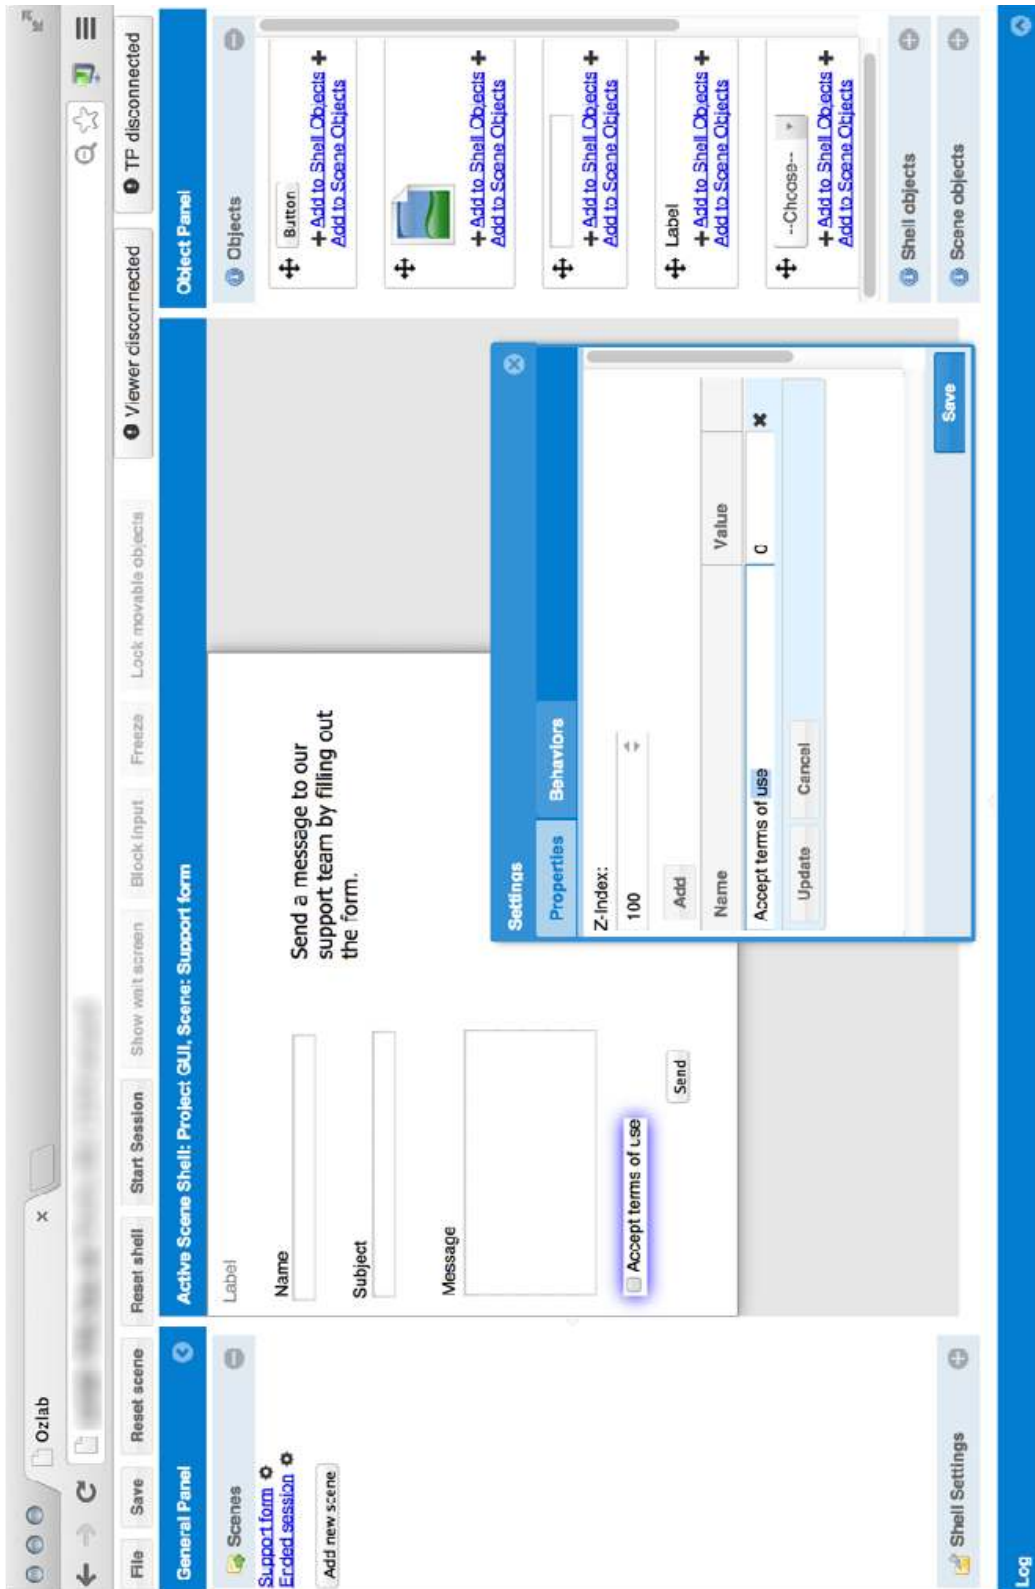 Ozlab
File
Save
Reset scene
Reset shell
Start Session
Show wait screen
Block input
Freeze
Lock movable objects
Viewer disconnected
TP disconnected
General Panel
Active Scene Shell: Project GUI, Scene: Support form
Object Panel
Scenes
Support form
Ended session
Add new scene
Shell Settings
Label
Name
Subject
Message
Accept terms of use
Send
Send a message to our
support team by filling out
the form.
Settings
Properties
Behaviors
Z-Index:
100
Add
Name
Value
Accept terms of use
0
Update
Cancel
Save
Objects
Button
Add to Shell Objects
Add to Scene Objects
Add to Shell Objects
Add to Scene Objects
Add to Shell Objects
Add to Scene Objects
Label
Add to Shell Objects
Add to Scene Objects
--Choose--
Add to Shell Objects
Add to Scene Objects
Shell objects
Scene objects
Log